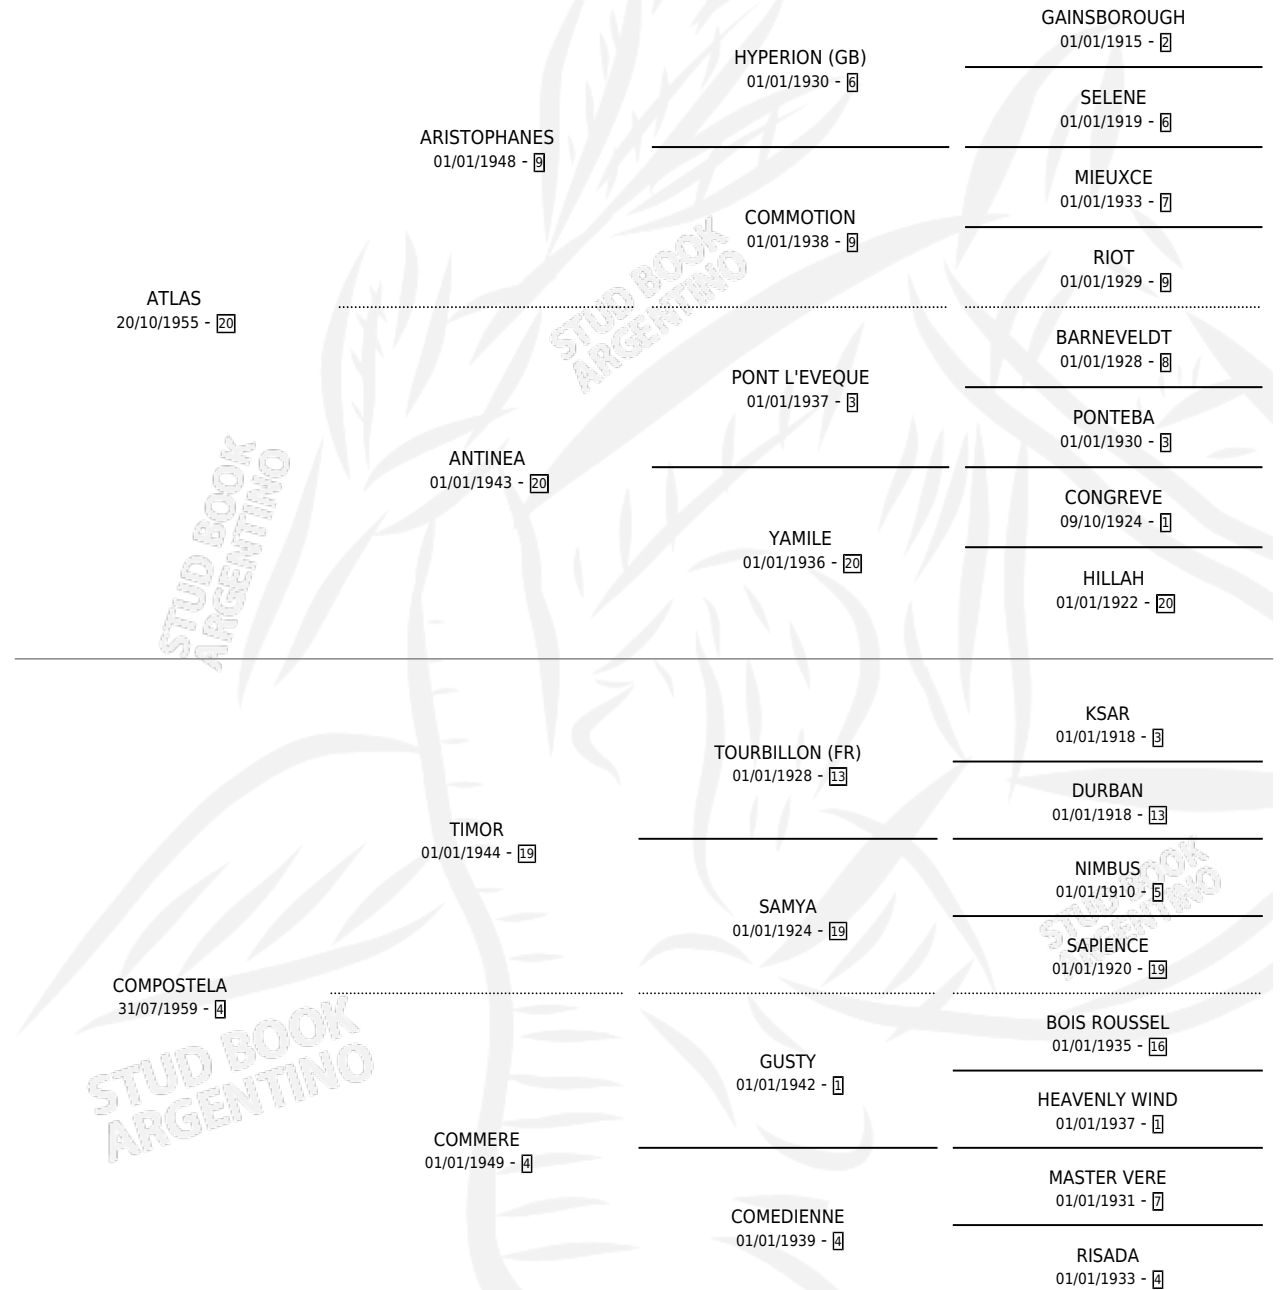 GAINSBOROUGH
01/01/1915 - 2
HYPERION (GB)
01/01/1930 - 6
SELENE
01/01/1919 - 6
ARISTOPHANES
01/01/1948 - 9
MIEUXCE
01/01/1933 - 7
COMMOTION
01/01/1938 - 9
RIOT
01/01/1929 - 9
ATLAS
20/10/1955 - 20
BARNEVELDT
01/01/1928 - 8
PONT L'EVEQUE
01/01/1937 - 3
PONTEBA
01/01/1930 - 3
ANTINEA
01/01/1943 - 20
CONGREVE
09/10/1924 - 1
YAMILE
01/01/1936 - 20
HILLAH
01/01/1922 - 20
KSAR
01/01/1918 - 3
TOURBILLON (FR)
01/01/1928 - 13
DURBAN
01/01/1918 - 13
TIMOR
01/01/1944 - 19
NIMBUS
01/01/1910 - 5
SAMYA
01/01/1924 - 19
SAPIENCE
01/01/1920 - 19
COMPOSTELA
31/07/1959 - 4
BOIS ROUSSEL
01/01/1935 - 16
GUSTY
01/01/1942 - 1
HEAVENLY WIND
01/01/1937 - 1
COMMERE
01/01/1949 - 4
MASTER VERE
01/01/1931 - 7
COMEDIENNE
01/01/1939 - 4
RISADA
01/01/1933 - 4
STUD BOOK
ARGENTINO
STUD BOOK
ARGENTINO
STUD BOOK
ARGENTINO
STUD BOOK
ARGENTINO